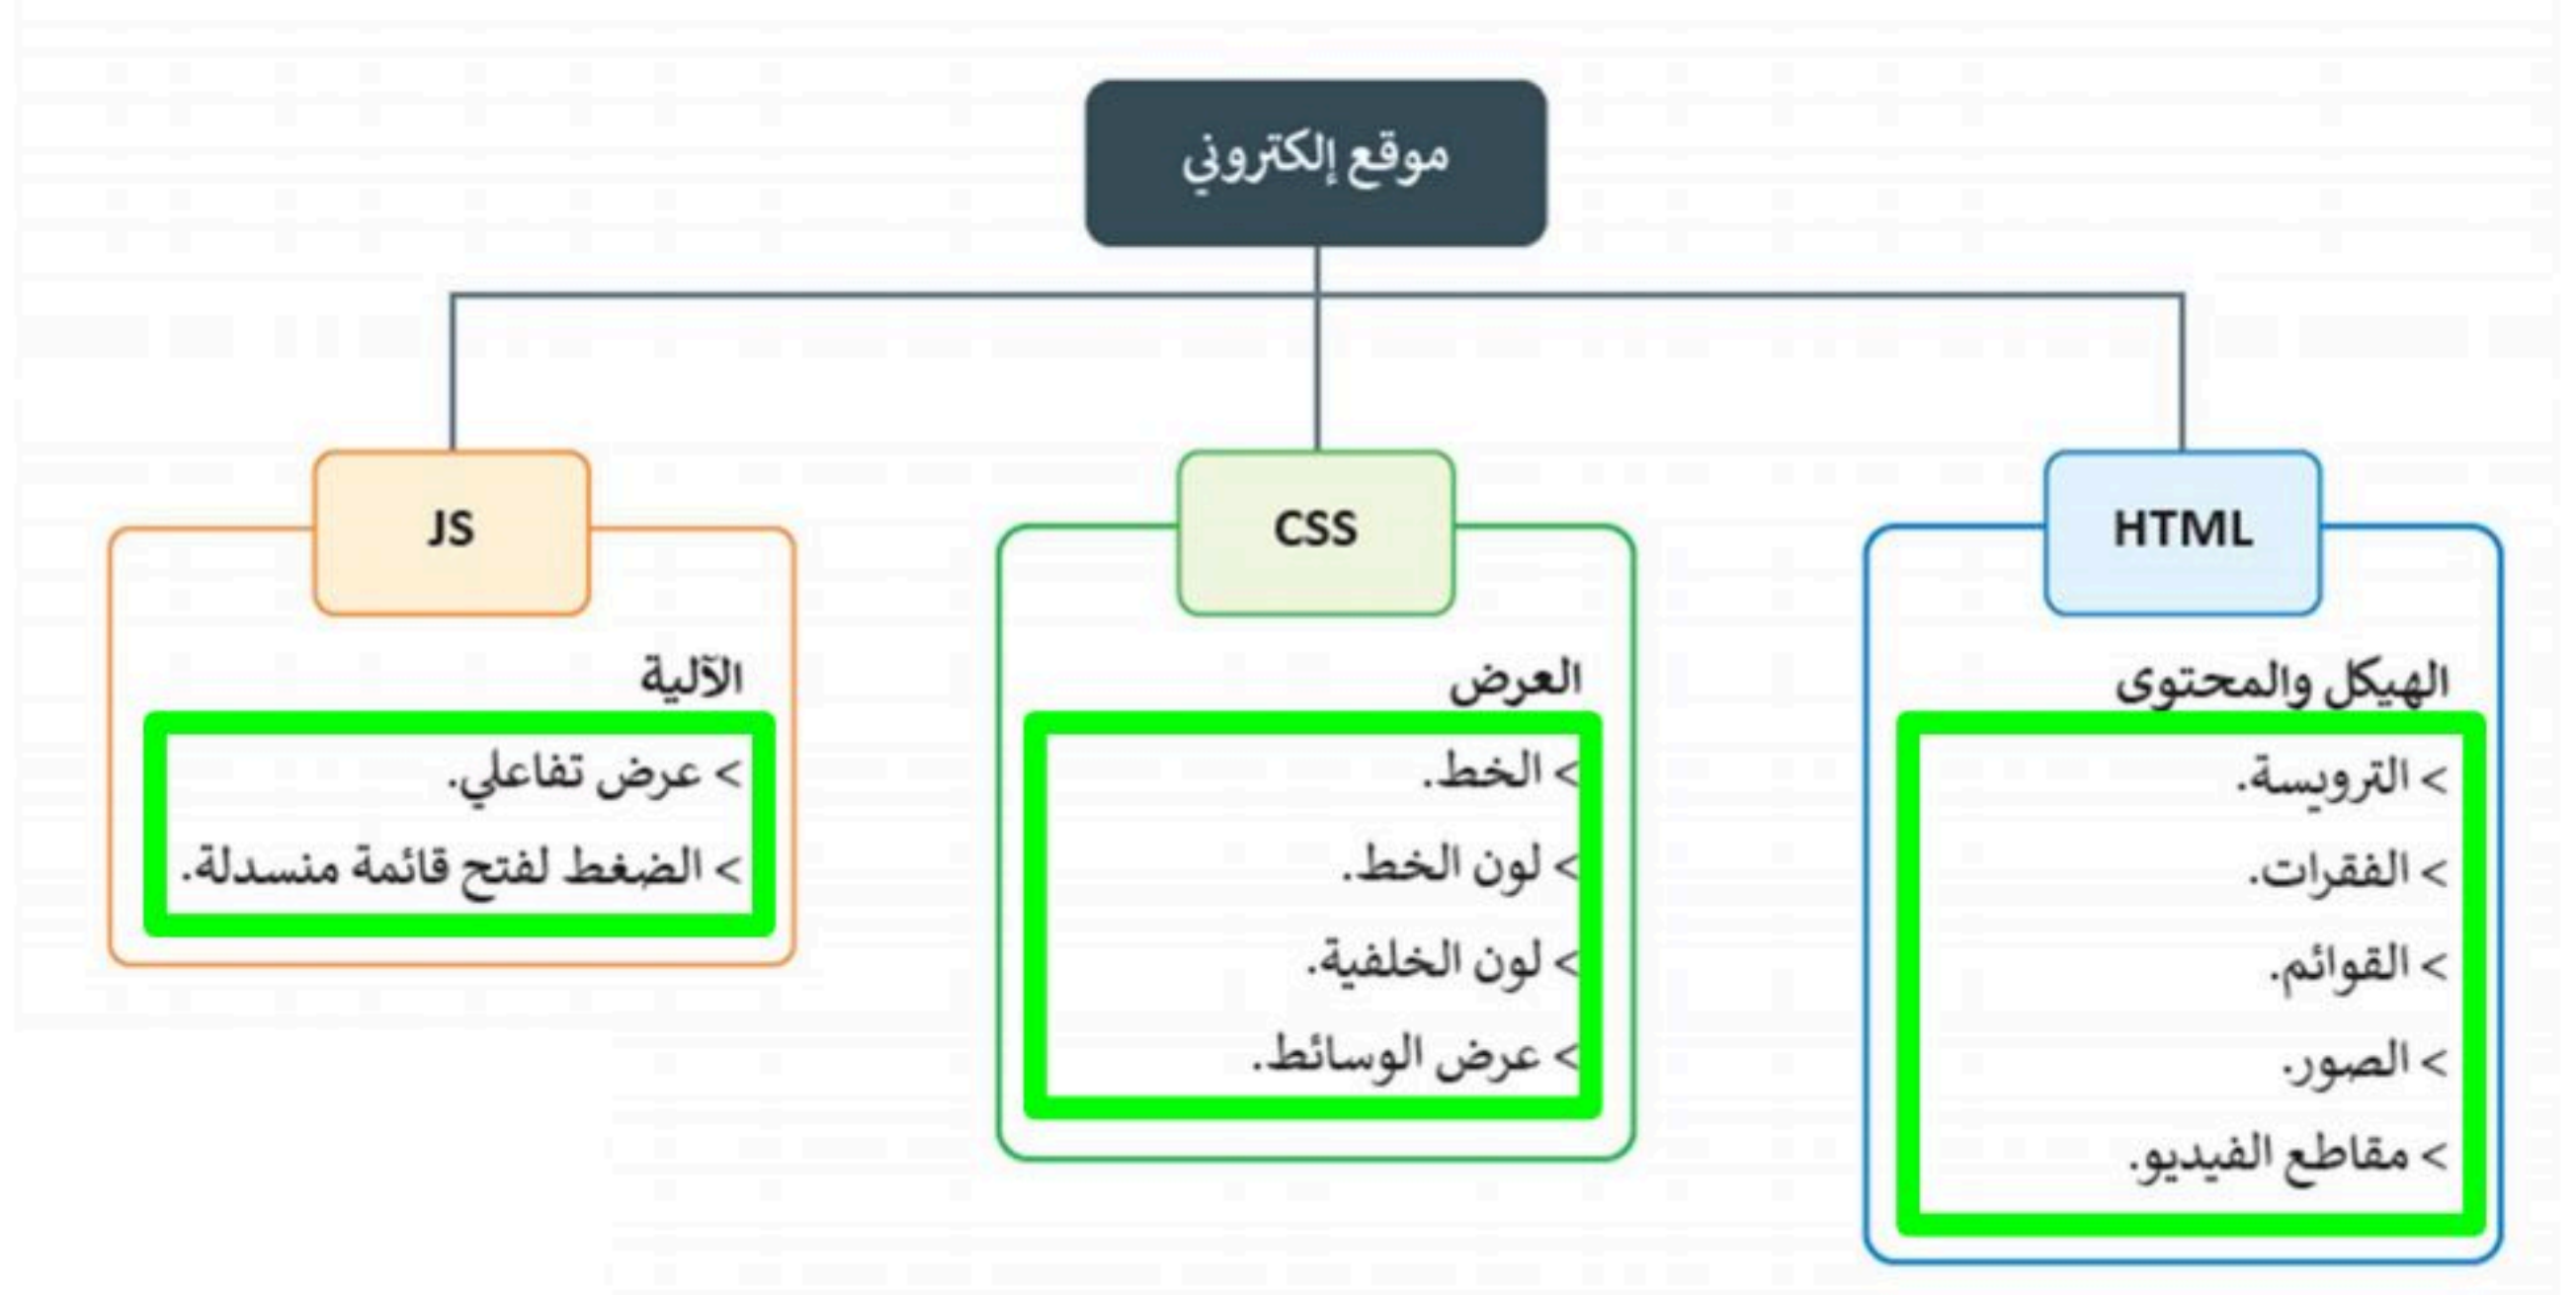 موقع إلكتروني
HTML
الهيكل والمحتوى
> الترويسة.
> الفقرات.
> القوائم.
> الصور.
> مقاطع الفيديو.
CSS
العرض
> الخط.
> لون الخط.
> لون الخلفية.
> عرض الوسائط.
JS
الآلية
> عرض تفاعلي.
> الضغط لفتح قائمة منسدلة.